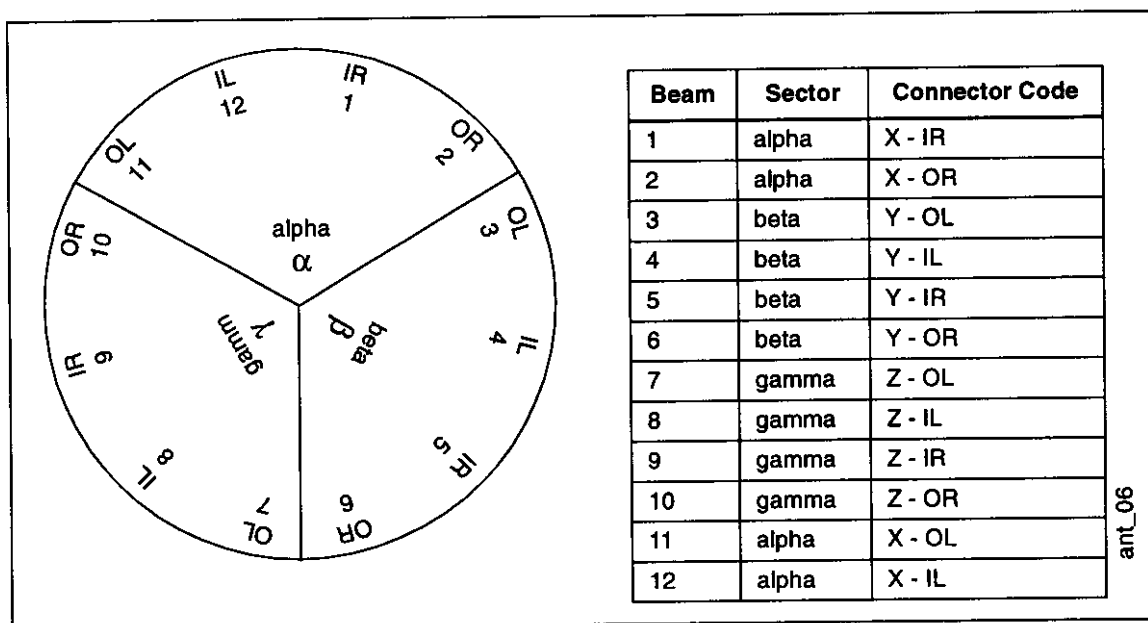 IL
12
IR
1
OL
11
OR
2
OR
10
OL
3
alpha
α
gamm
γ
beta
β
IR
9
IL
4
IL
8
IR
5
OL
7
OR
6
Beam Sector Connector Code
1 alpha X - IR
2 alpha X - OR
3 beta Y - OL
4 beta Y - IL
5 beta Y - IR
6 beta Y - OR
7 gamma Z - OL
8 gamma Z - IL
9 gamma Z - IR
10 gamma Z - OR
11 alpha X - OL
12 alpha X - IL
ant_06